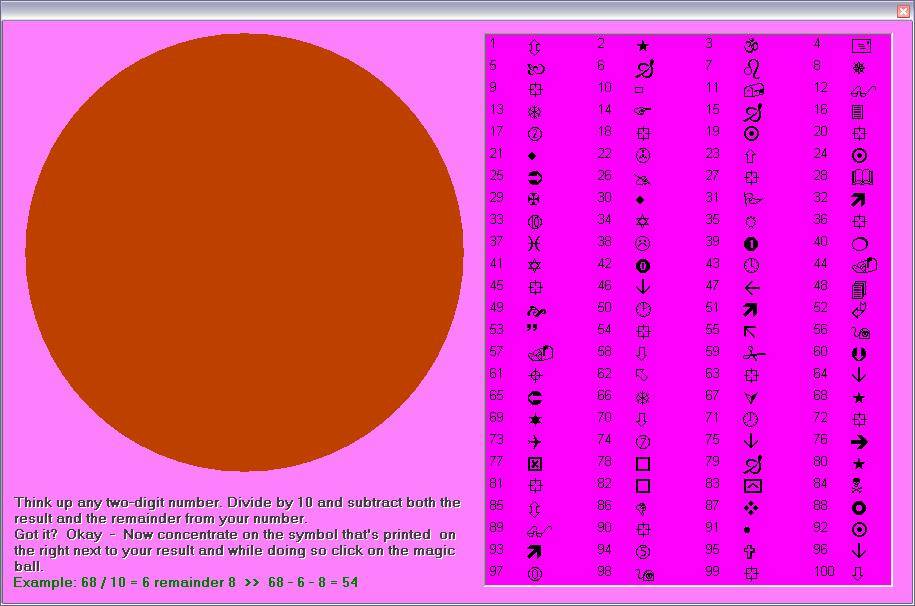 1 2 3 4
5 6 7 8
9 10 11 12
13 14 15 16
17 18 19 20
21 22 23 24
25 26 27 28
29 30 31 32
33 34 35 36
37 38 39 40
41 42 43 44
45 46 47 48
49 50 51 52
53 54 55 56
57 58 59 60
61 62 63 64
65 66 67 68
69 70 71 72
73 74 75 76
77 78 79 80
81 82 83 84
85 86 87 88
89 90 91 92
93 94 95 96
97 98 99 100
Think up any two-digit number. Divide by 10 and subtract both the
result and the remainder from your number.
Got it? Okay - Now concentrate on the symbol that's printed on
the right next to your result and while doing so click on the magic
ball.
Example: 68 / 10 = 6 remainder 8 >> 68 - 6 - 8 = 54